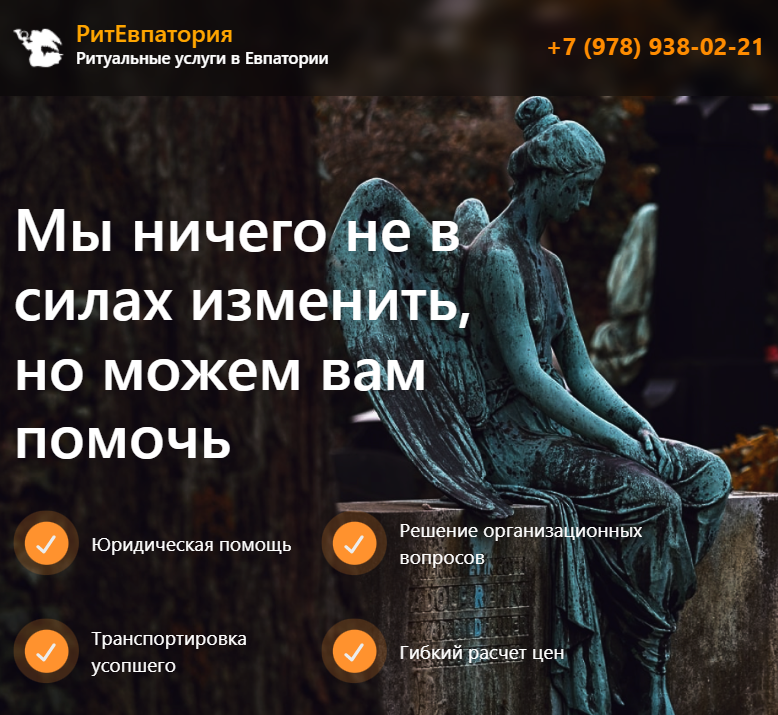 РитЕвпатория
Ритуальные услуги в Евпатории
+7 (978) 938-02-21
Мы ничего не в
силах изменить,
но можем вам
помочь
Юридическая помощь
Решение организационных
вопросов
Транспортировка
усопшего
Гибкий расчет цен